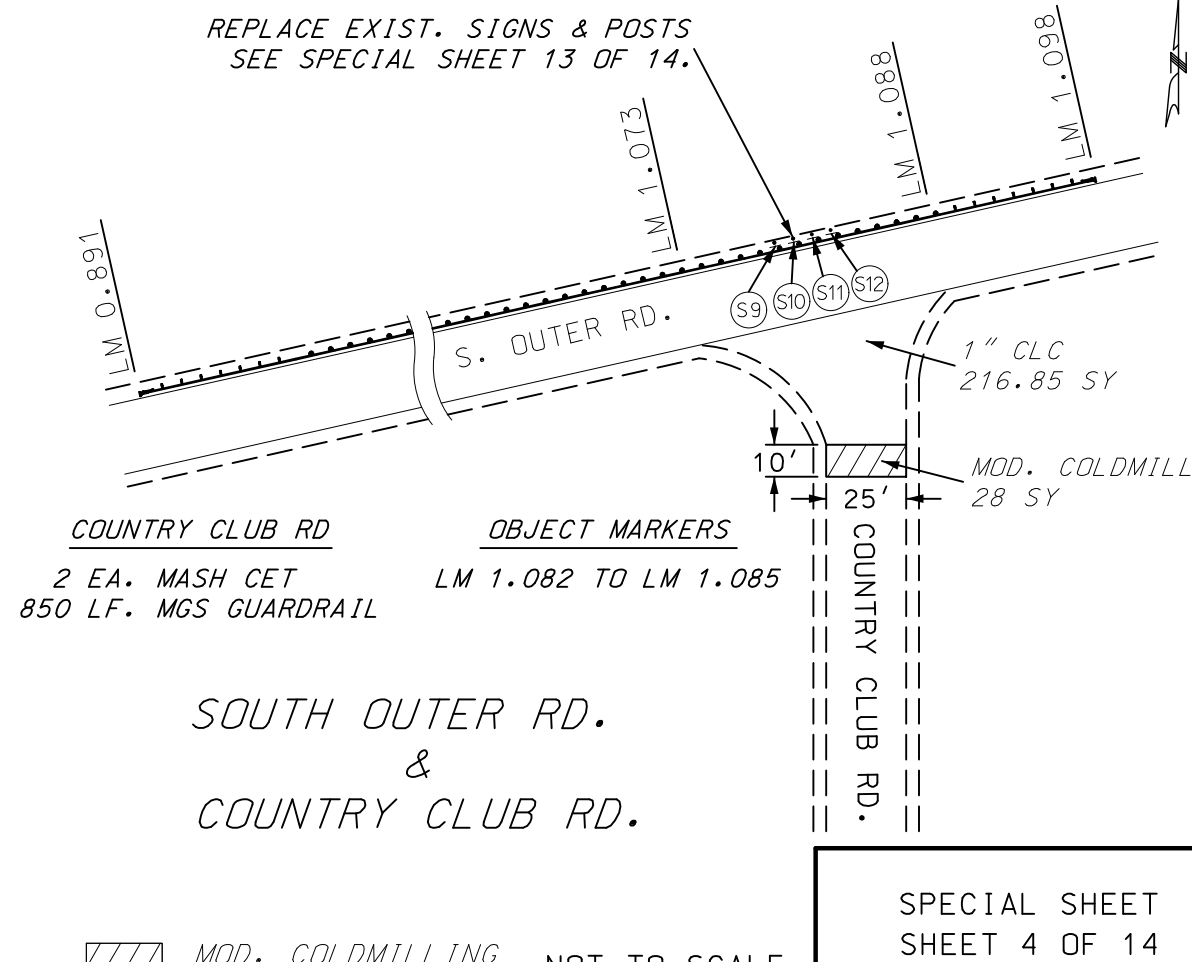 REPLACE EXIST. SIGNS & POSTS
SEE SPECIAL SHEET 13 OF 14.
LM 0.891
LM 1.073
LM 1.088
LM 1.098
N
S9
S10
S11
S12
S. OUTER RD.
1" CLC
216.85 SY
10'
MOD. COLDMILL
28 SY
25'
COUNTRY CLUB RD.
COUNTRY CLUB RD
2 EA. MASH CET
850 LF. MGS GUARDRAIL
OBJECT MARKERS
LM 1.082 TO LM 1.085
SOUTH OUTER RD.
&
COUNTRY CLUB RD.
SPECIAL SHEET
SHEET 4 OF 14
MOD. COLDMILLING
NOT TO SCALE